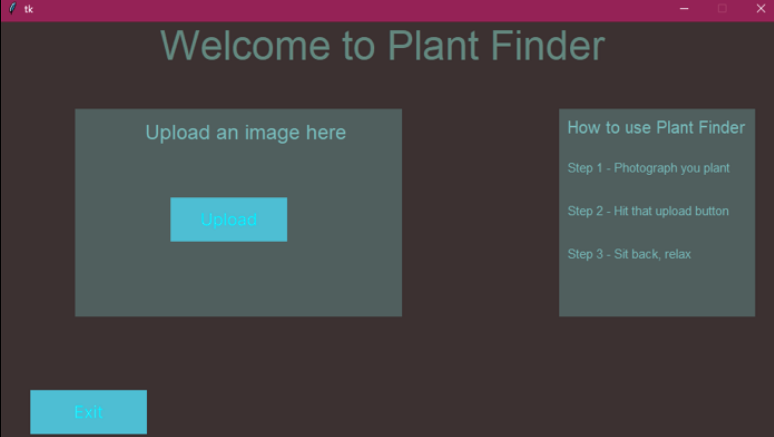 tk
Welcome to Plant Finder
Upload an image here
Upload
How to use Plant Finder
Step 1 - Photograph you plant
Step 2 - Hit that upload button
Step 3 - Sit back, relax
Exit